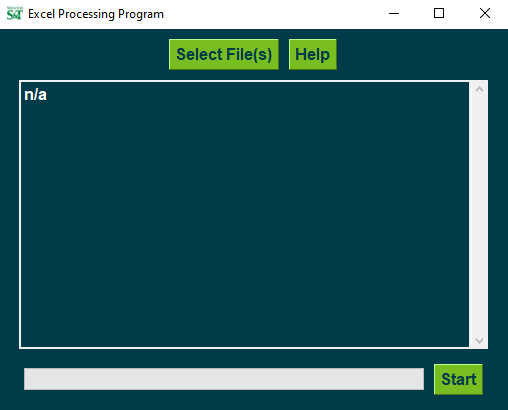 S&T
Excel Processing Program
Select File(s)
Help
n/a
Start